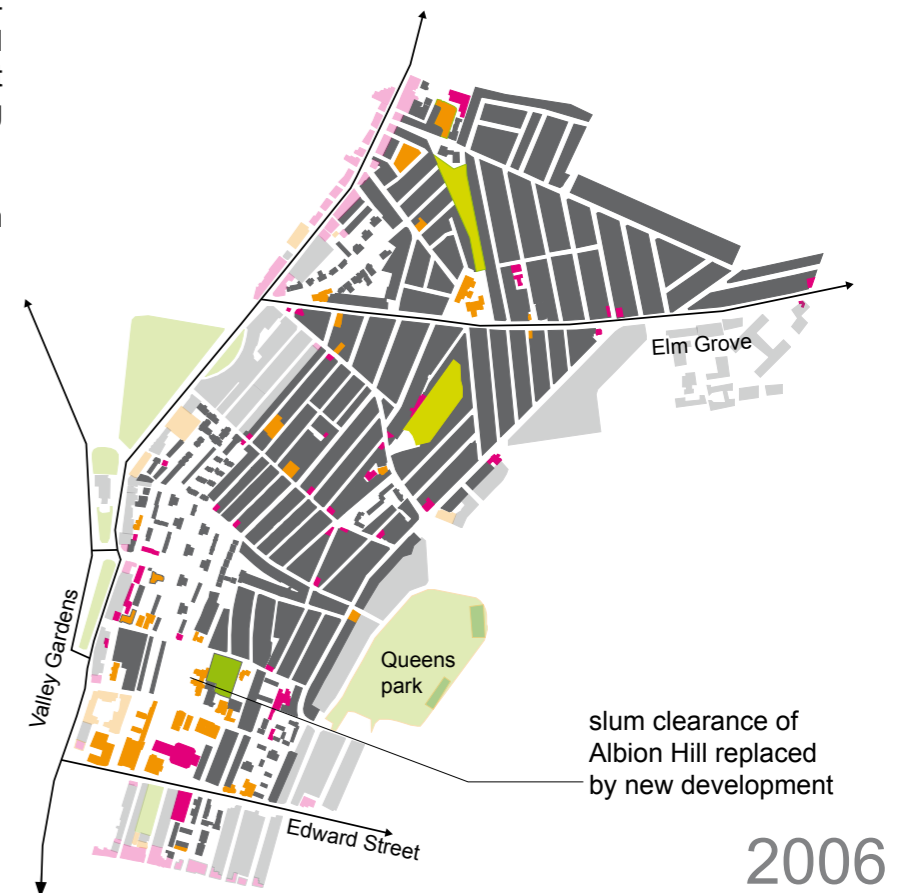 Elm Grove
Valley Gardens
Queens
park
slum clearance of
Albion Hill replaced
by new development
Edward Street
2006